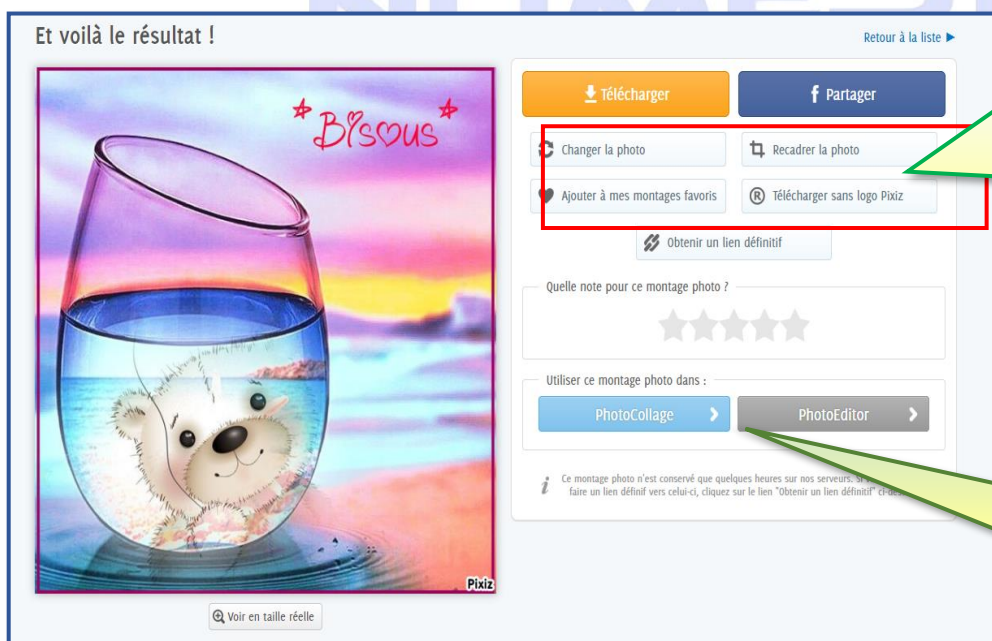 Et voilà le résultat !
Retour à la liste ▶
Bisous
Pixiz
Voir en taille réelle
Télécharger
f Partager
Changer la photo
Recadrer la photo
Ajouter à mes montages favoris
® Télécharger sans logo Pixiz
Obtenir un lien définitif
Quelle note pour ce montage photo ?
Utiliser ce montage photo dans :
PhotoCollage
PhotoEditor
i Ce montage photo n'est conservé que quelques heures sur nos serveurs.
faire un lien définif vers celui-ci, cliquez sur le lien "Obtenir un lien définitif"